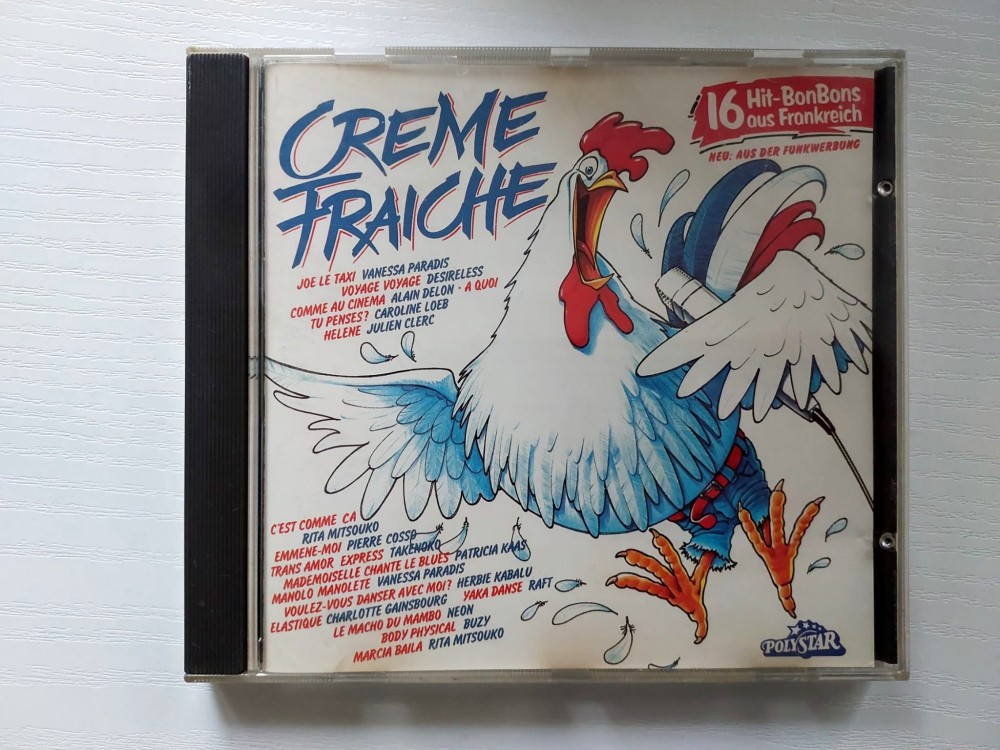 CREME
FRAICHE
16 Hit-BonBons
aus Frankreich
NEU: AUS DER FUNKWERBUNG
JOE LE TAXI VANESSA PARADIS
VOYAGE VOYAGE DESIRELESS
COMME AU CINEMA ALAIN DELON · A QUOI
TU PENSES? CAROLINE LOEB
HELENE JULIEN CLERC
C'EST COMME CA
RITA MITSOUKO
EMMENE-MOI PIERRE COSSO
TRANS AMOR EXPRESS TAKENOKO
MADEMOISELLE CHANTE LE BLUES PATRICIA KAAS
MANOLO MANOLETE VANESSA PARADIS
VOULEZ-VOUS DANSER AVEC MOI? HERBIE KABALU
ELASTIQUE CHARLOTTE GAINSBOURG YAKA DANSE RAFT
LE MACHO DU MAMBO NEON
BODY PHYSICAL BUZY
MARCIA BAILA RITA MITSOUKO
POLYSTAR